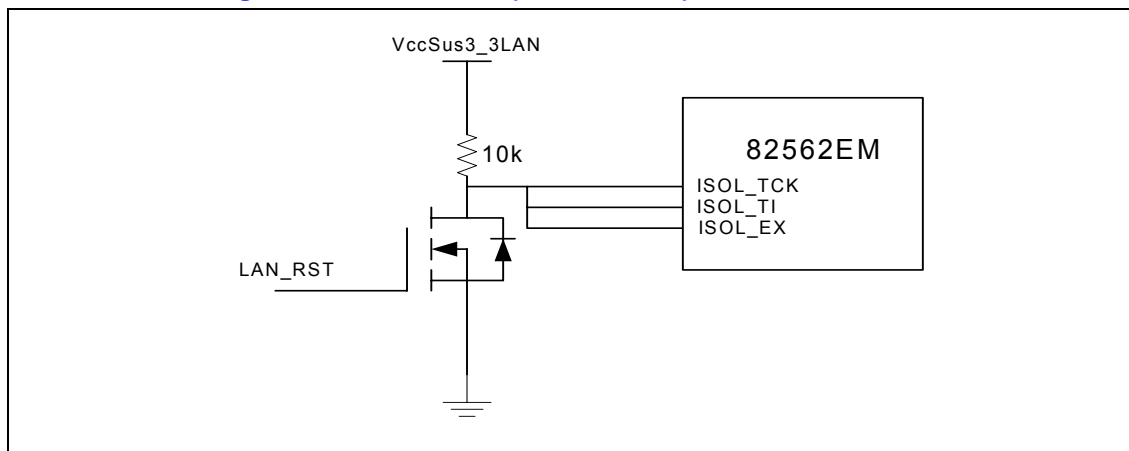 VccSus3_3LAN
10k
82562EM
ISOL_TCK
ISOL_TI
ISOL_EX
LAN_RST